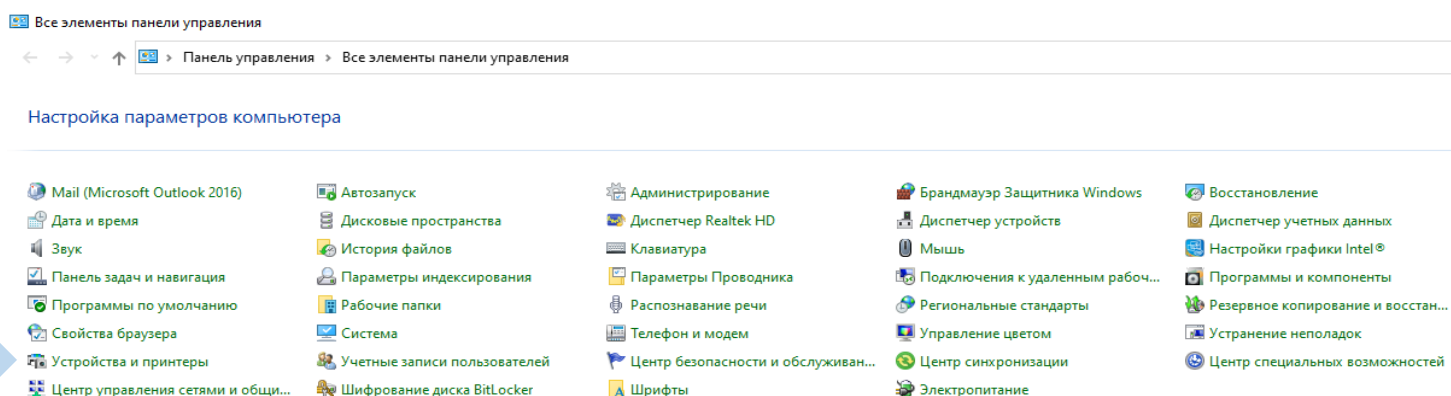 Все элементы панели управления
Панель управления > Все элементы панели управления
Настройка параметров компьютера
Mail (Microsoft Outlook 2016) Автозапуск Администрирование Брандмауэр Защитника Windows Восстановление
Дата и время Дисковые пространства Диспетчер Realtek HD Диспетчер устройств Диспетчер учетных данных
Звук История файлов Клавиатура Мышь Настройки графики Intel®
Панель задач и навигация Параметры индексирования Параметры Проводника Подключения к удаленным рабоч... Программы и компоненты
Программы по умолчанию Рабочие папки Распознавание речи Региональные стандарты Резервное копирование и восстан...
Свойства браузера Система Телефон и модем Управление цветом Устранение неполадок
Устройства и принтеры Учетные записи пользователей Центр безопасности и обслуживан... Центр синхронизации Центр специальных возможностей
Центр управления сетями и общи... Шифрование диска BitLocker Шрифты Электропитание